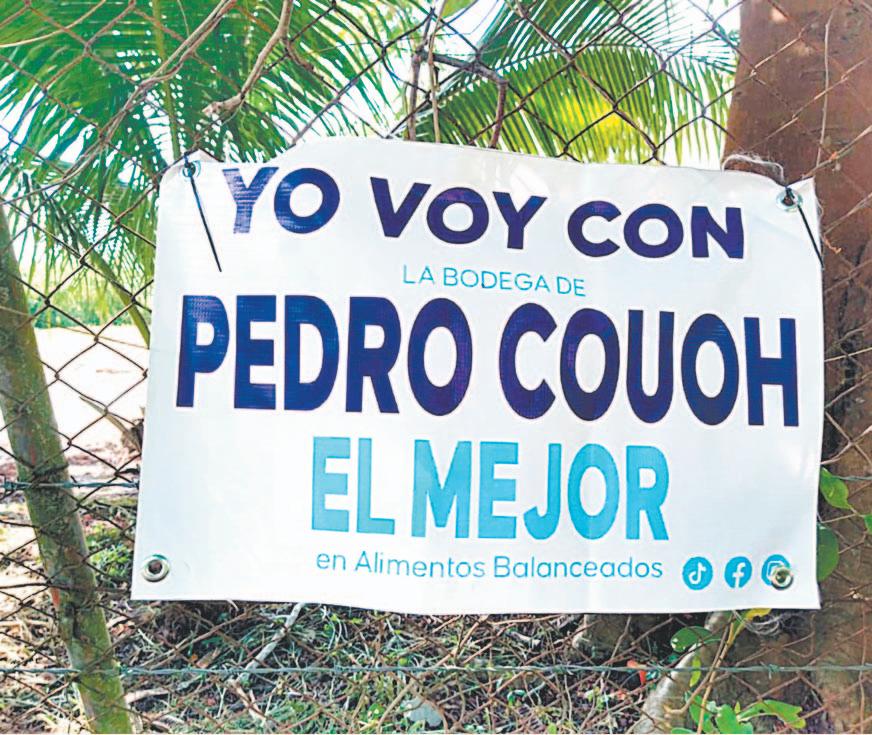 YO VOY CON
LA BODEGA DE
PEDRO COUOH
EL MEJOR
en Alimentos Balanceados